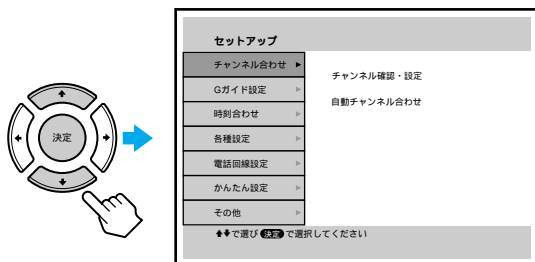 セットアップ
チャンネル合わせ
Gガイド設定
時刻合わせ
各種設定
電話回線設定
かんたん設定
その他
チャンネル確認・設定
自動チャンネル合わせ
で選び 決定 で選択してください
決定